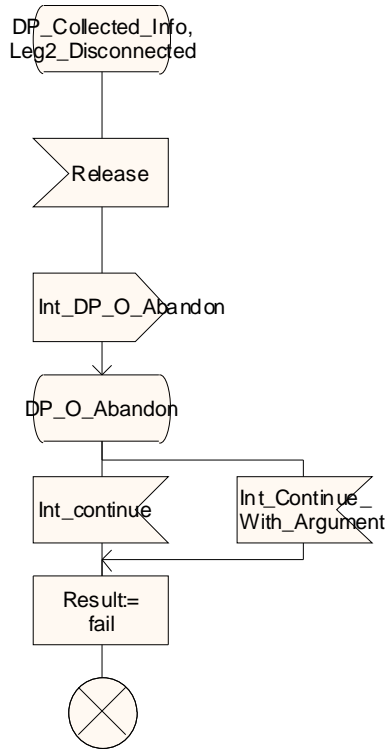 DP_Collected_Info,
Leg2_Disconnected
Release
Int_DP_O_Abandon
DP_O_Abandon
Int_continue
Int_Continue_
With_Argument
Result:=
fail